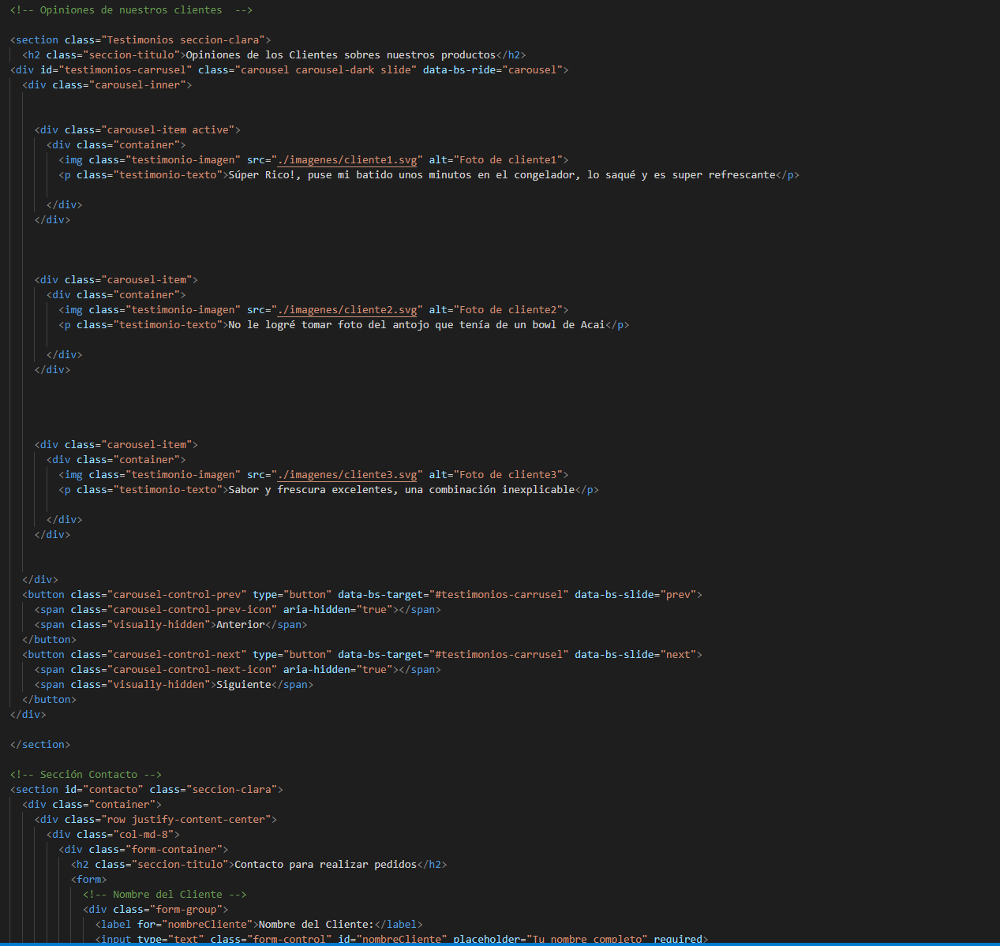 <!-- Opiniones de nuestros clientes  -->
<section class="Testimonios seccion-clara">
<h2 class="seccion-titulo">Opiniones de los Clientes sobres nuestros productos</h2>
<div id="testimonios-carrusel" class="carousel carousel-dark slide" data-bs-ride="carousel">
<div class="carousel-inner">
<div class="carousel-item active">
<div class="container">
<img class="testimonio-imagen" src="./imagenes/cliente1.svg" alt="Foto de cliente1">
<p class="testimonio-texto">Súper Rico!, puse mi batido unos minutos en el congelador, lo saqué y es super refrescante</p>
</div>
</div>
<div class="carousel-item">
<div class="container">
<img class="testimonio-imagen" src="./imagenes/cliente2.svg" alt="Foto de cliente2">
<p class="testimonio-texto">No le logré tomar foto del antojo que tenía de un bowl de Acai</p>
</div>
</div>
<div class="carousel-item">
<div class="container">
<img class="testimonio-imagen" src="./imagenes/cliente3.svg" alt="Foto de cliente3">
<p class="testimonio-texto">Sabor y frescura excelentes, una combinación inexplicable</p>
</div>
</div>
</div>
<button class="carousel-control-prev" type="button" data-bs-target="#testimonios-carrusel" data-bs-slide="prev">
<span class="carousel-control-prev-icon" aria-hidden="true"></span>
<span class="visually-hidden">Anterior</span>
</button>
<button class="carousel-control-next" type="button" data-bs-target="#testimonios-carrusel" data-bs-slide="next">
<span class="carousel-control-next-icon" aria-hidden="true"></span>
<span class="visually-hidden">Siguiente</span>
</button>
</div>
</section>
<!-- Sección Contacto -->
<section id="contacto" class="seccion-clara">
<div class="container">
<div class="row justify-content-center">
<div class="col-md-8">
<div class="form-container">
<h2 class="seccion-titulo">Contacto para realizar pedidos</h2>
<form>
<!-- Nombre del Cliente -->
<div class="form-group">
<label for="nombreCliente">Nombre del Cliente:</label>
<input type="text" class="form-control" id="nombreCliente" placeholder="Tu nombre completo" required>